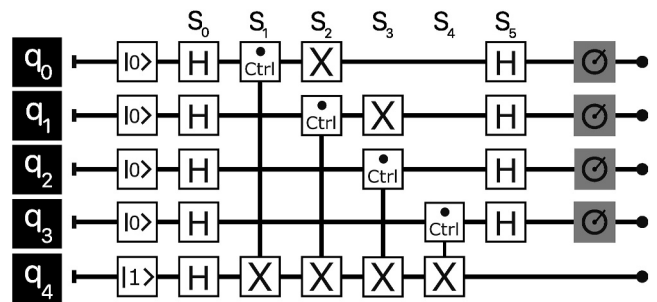 S₀ S₁ S₂ S₃ S₄ S₅
q₀ |0> H Ctrl X H
q₁ |0> H Ctrl X H
q₂ |0> H Ctrl H
q₃ |0> H Ctrl H
q₄ |1> H X X X X